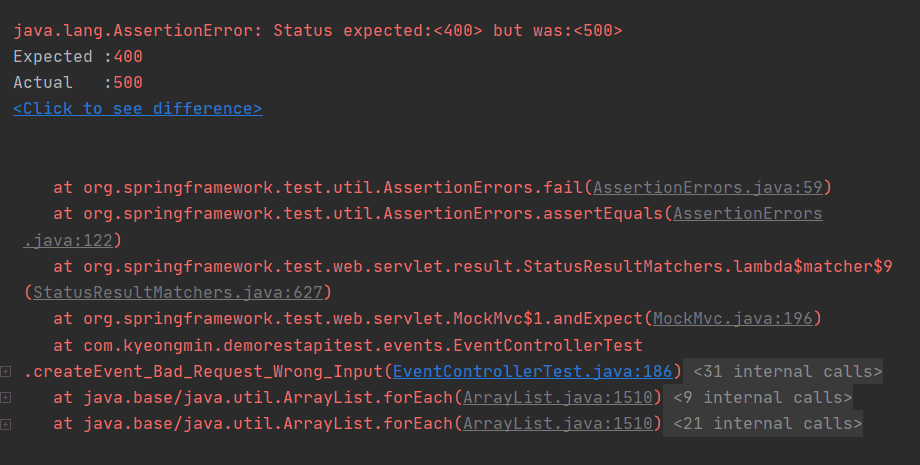 java.lang.AssertionError: Status expected:<400> but was:<500>
Expected :400
Actual   :500
<Click to see difference>
at org.springframework.test.util.AssertionErrors.fail(AssertionErrors.java:59)
at org.springframework.test.util.AssertionErrors.assertEquals(AssertionErrors
.java:122)
at org.springframework.test.web.servlet.result.StatusResultMatchers.lambda$matcher$9
(StatusResultMatchers.java:627)
at org.springframework.test.web.servlet.MockMvc$1.andExpect(MockMvc.java:196)
at com.kyeongmin.demorestapitest.events.EventControllerTest
.createEvent_Bad_Request_Wrong_Input(EventControllerTest.java:186) <31 internal calls>
at java.base/java.util.ArrayList.forEach(ArrayList.java:1510) <9 internal calls>
at java.base/java.util.ArrayList.forEach(ArrayList.java:1510) <21 internal calls>